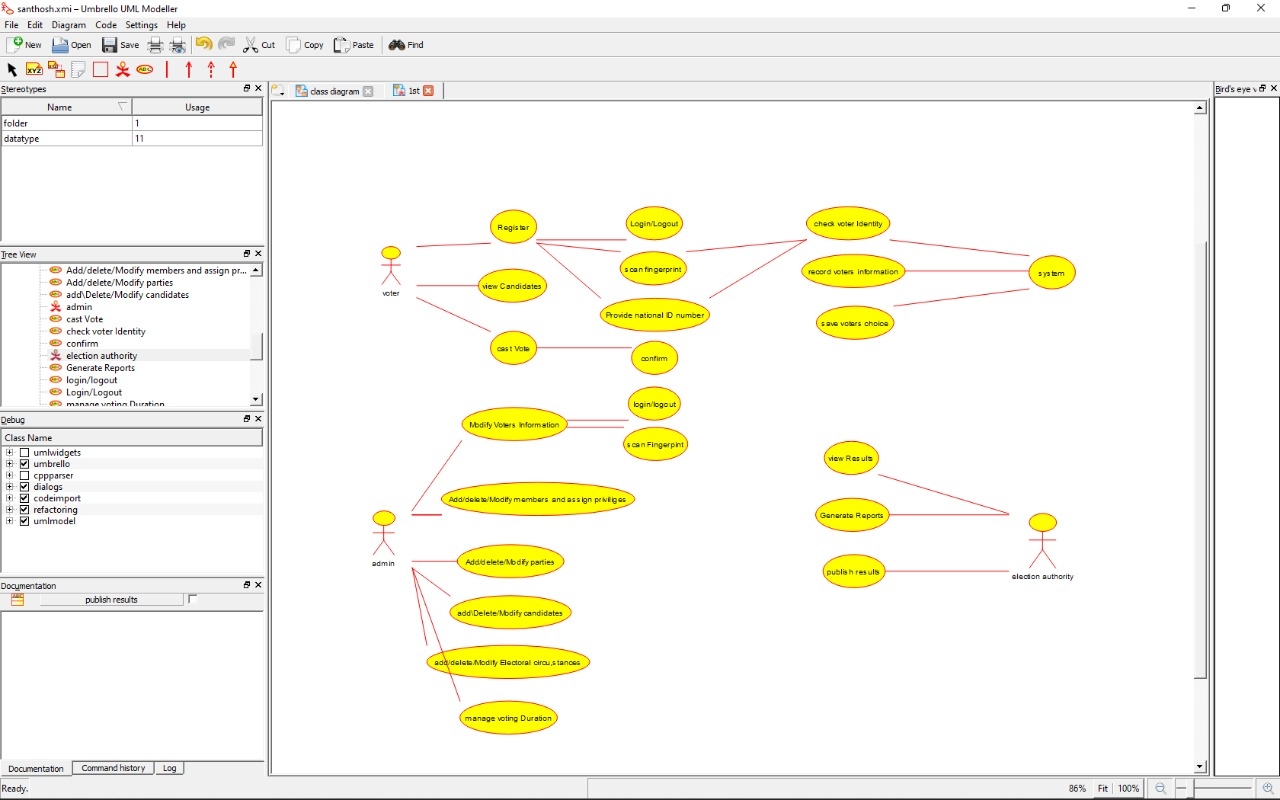 santhosh.xmi – Umbrello UML Modeller
File Edit Diagram Code Settings Help
New Open Save Cut Copy Paste Find
XYZ ABC
Stereotypes
Name Usage
folder 1
datatype 11
Tree View
Add/delete/Modify members and assign pr...
Add/delete/Modify parties
add\Delete/Modify candidates
admin
cast Vote
check voter Identity
confirm
election authority
Generate Reports
login/logout
Login/Logout
manage voting Duration
Debug
Class Name
umlwidgets
umbrello
cppparser
dialogs
codeimport
refactoring
umlmodel
Documentation
publish results
Documentation Command history Log
Ready.
class diagram 1st
Register
Login/Logout
check voter Identity
voter
scan fingerprint
record voters information
system
view Candidates
Provide national ID number
save voters choice
cast Vote
confirm
login/logout
Modify Voters Information
scan Fingerpint
view Results
Add/delete/Modify members and assign priviliges
Generate Reports
admin
Add/delete/Modify parties
publish results
election authority
add\Delete/Modify candidates
add/delete/Modify Electoral circu,stances
manage voting Duration
Bird's eye v
86% Fit 100%